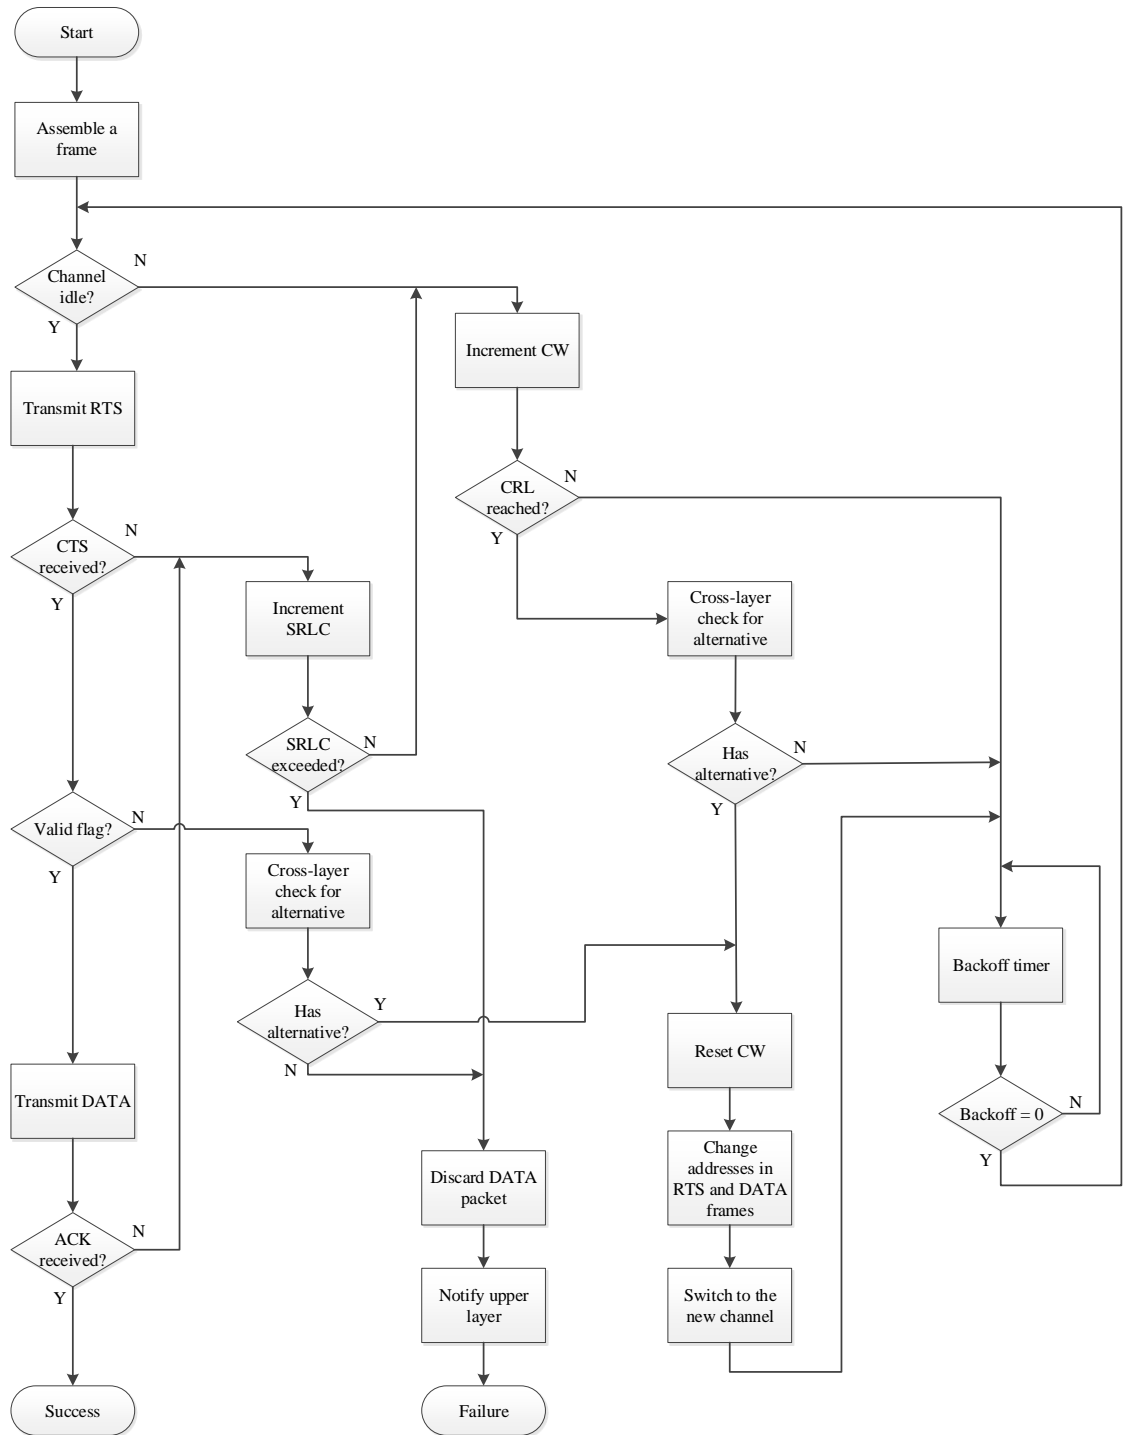 Start
Assemble a
frame
N
Channel
idle?
Y
Increment CW
Transmit RTS
CRL
reached?
N
Y
N
CTS
received?
Y
Increment
SRLC
Cross-layer
check for
alternative
SRLC
exceeded?
N
Y
Has
alternative?
N
Y
Valid flag?
N
Y
Cross-layer
check for
alternative
Backoff timer
Has
alternative?
Y
N
Reset CW
Transmit DATA
Backoff = 0
N
Y
Change
addresses in
RTS and DATA
frames
Discard DATA
packet
ACK
received?
N
Y
Notify upper
layer
Switch to the
new channel
Success
Failure